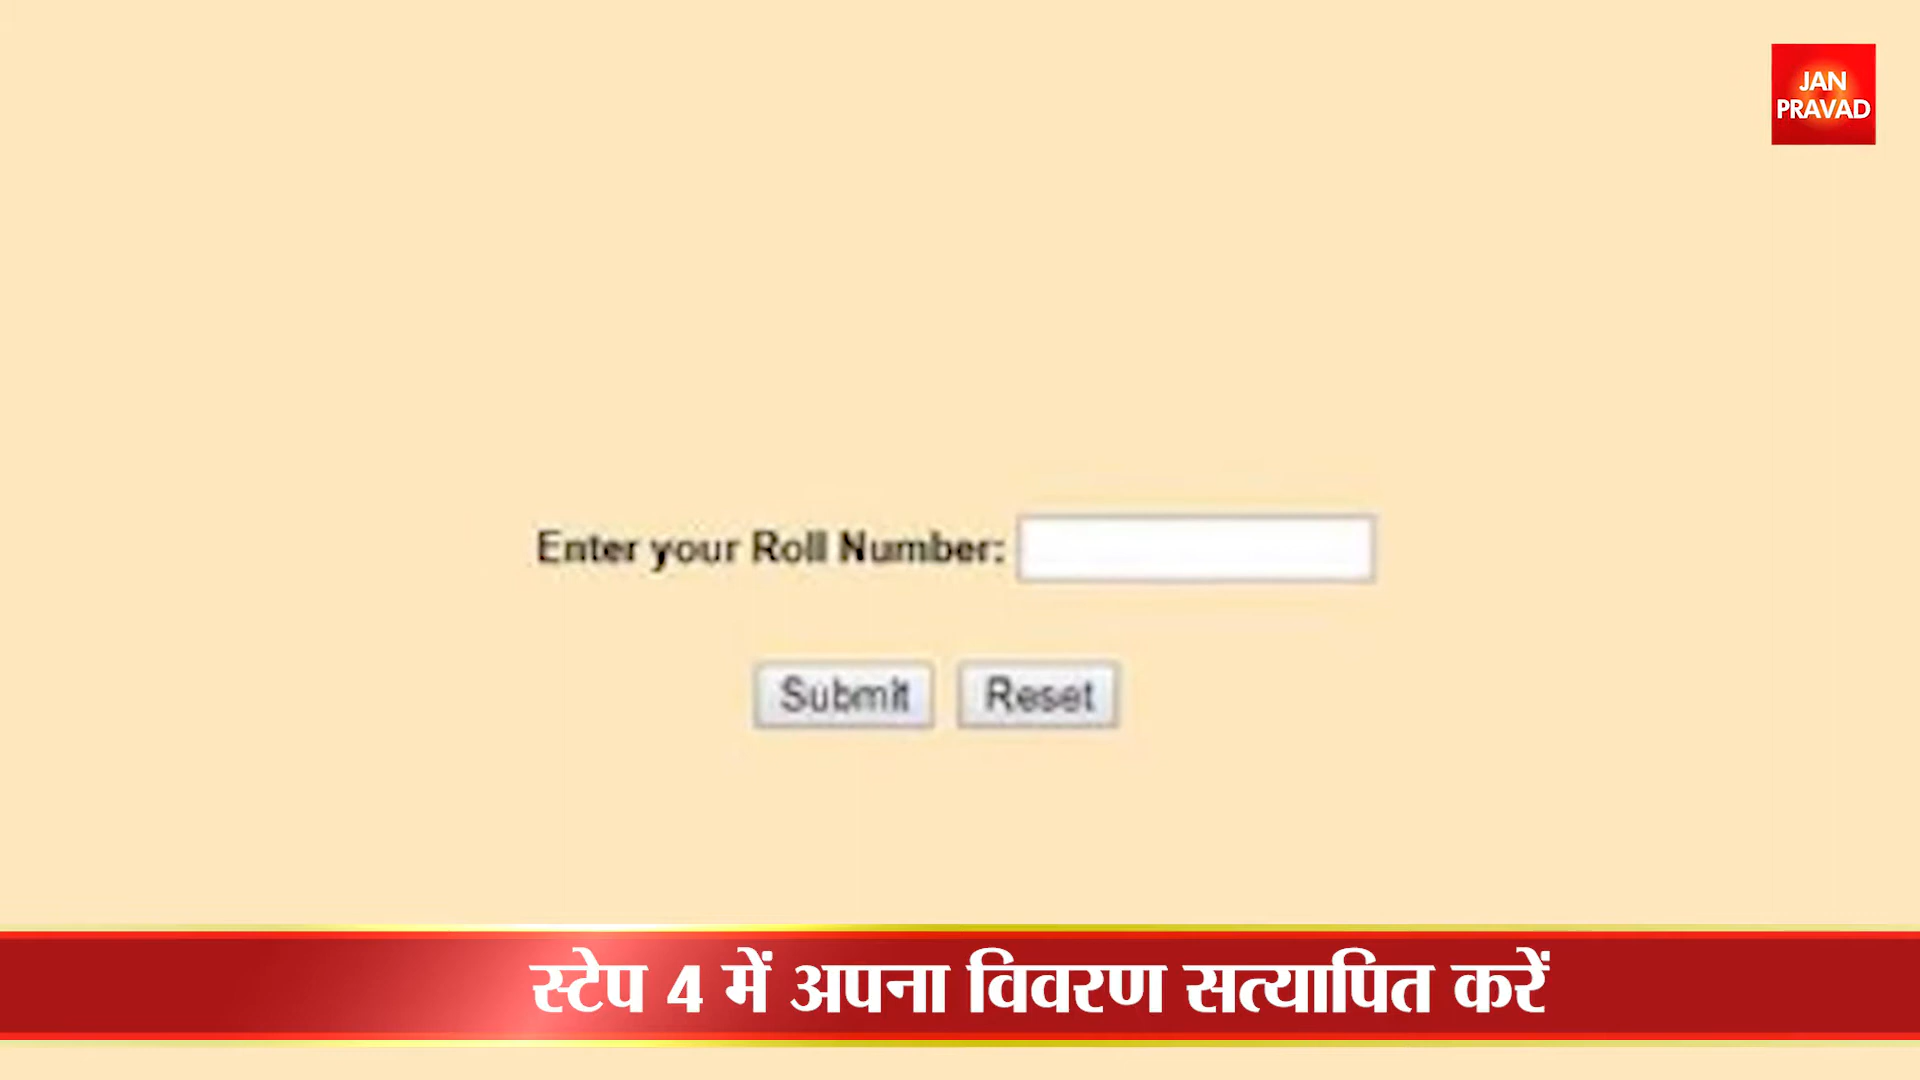 JAN
PRAVAD
Enter your Roll Number:
Submit Reset
स्टेप 4 में अपना विवरण सत्यापित करें